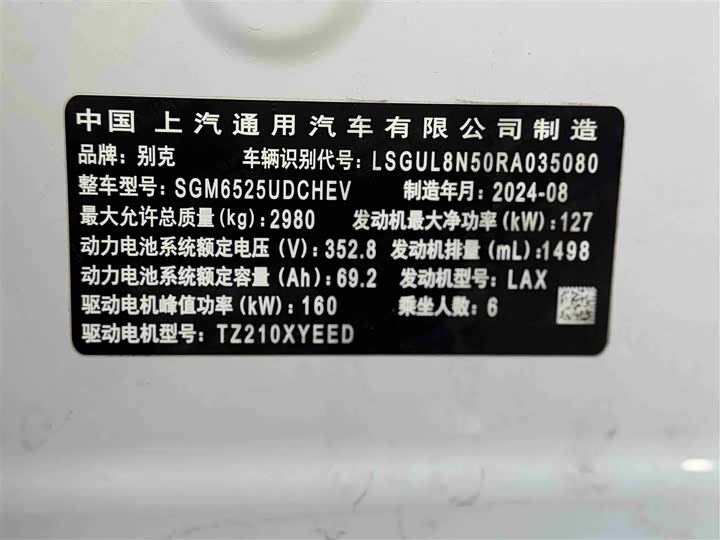 中国 上汽通用汽车有限公司制造
品牌: 别克 车辆识别代号: LSGUL8N50RA035080
整车型号: SGM6525UDCHEV 制造年月: 2024-08
最大允许总质量(kg): 2980 发动机最大净功率(kW): 127
动力电池系统额定电压(V): 352.8 发动机排量(mL): 1498
动力电池系统额定容量(Ah): 69.2 发动机型号: LAX
驱动电机峰值功率(kW): 160 乘坐人数: 6
驱动电机型号: TZ210XYEED